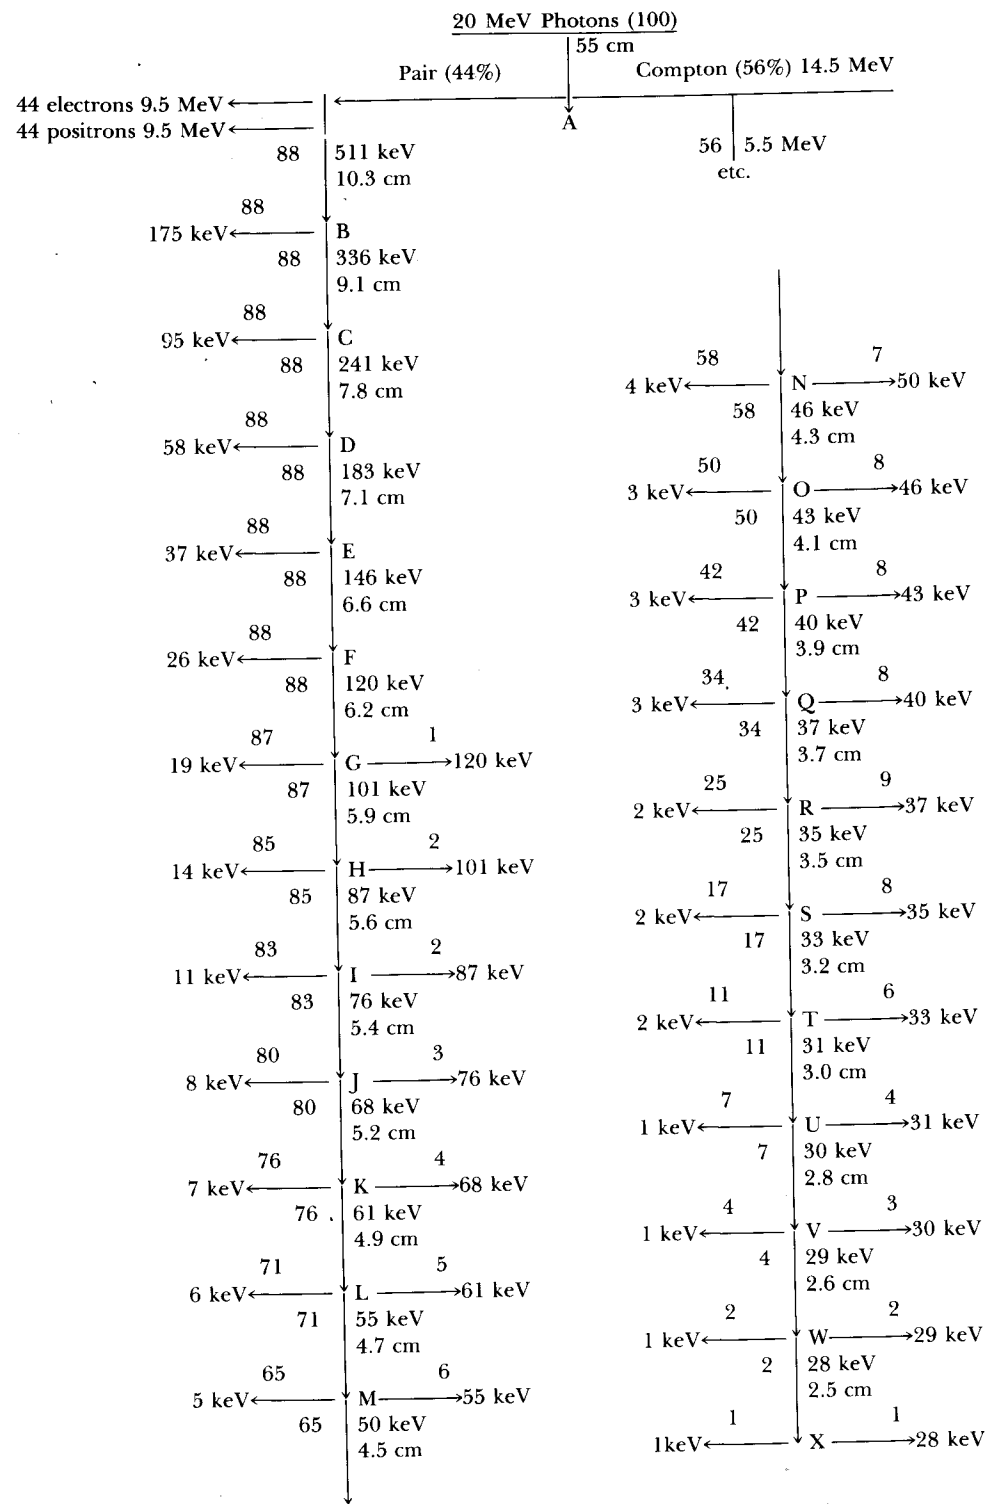 20 MeV Photons (100)
55 cm
Pair (44%)
Compton (56%) 14.5 MeV
A
44 electrons 9.5 MeV
44 positrons 9.5 MeV
56 5.5 MeV
etc.
88 511 keV
10.3 cm
88
175 keV B
88 336 keV
9.1 cm
88
95 keV C
88 241 keV
7.8 cm
88
58 keV D
88 183 keV
7.1 cm
88
37 keV E
88 146 keV
6.6 cm
88
26 keV F
88 120 keV
6.2 cm
87 1
19 keV G 120 keV
87 101 keV
5.9 cm
85 2
14 keV H 101 keV
85 87 keV
5.6 cm
83 2
11 keV I 87 keV
83 76 keV
5.4 cm
80 3
8 keV J 76 keV
80 68 keV
5.2 cm
76 4
7 keV K 68 keV
76 61 keV
4.9 cm
71 5
6 keV L 61 keV
71 55 keV
4.7 cm
65 6
5 keV M 55 keV
65 50 keV
4.5 cm
58 7
4 keV N 50 keV
58 46 keV
4.3 cm
50 8
3 keV O 46 keV
50 43 keV
4.1 cm
42 8
3 keV P 43 keV
42 40 keV
3.9 cm
34 8
3 keV Q 40 keV
34 37 keV
3.7 cm
25 9
2 keV R 37 keV
25 35 keV
3.5 cm
17 8
2 keV S 35 keV
17 33 keV
3.2 cm
11 6
2 keV T 33 keV
11 31 keV
3.0 cm
7 4
1 keV U 31 keV
7 30 keV
2.8 cm
4 3
1 keV V 30 keV
4 29 keV
2.6 cm
2 2
1 keV W 29 keV
2 28 keV
2.5 cm
1 1
1keV X 28 keV